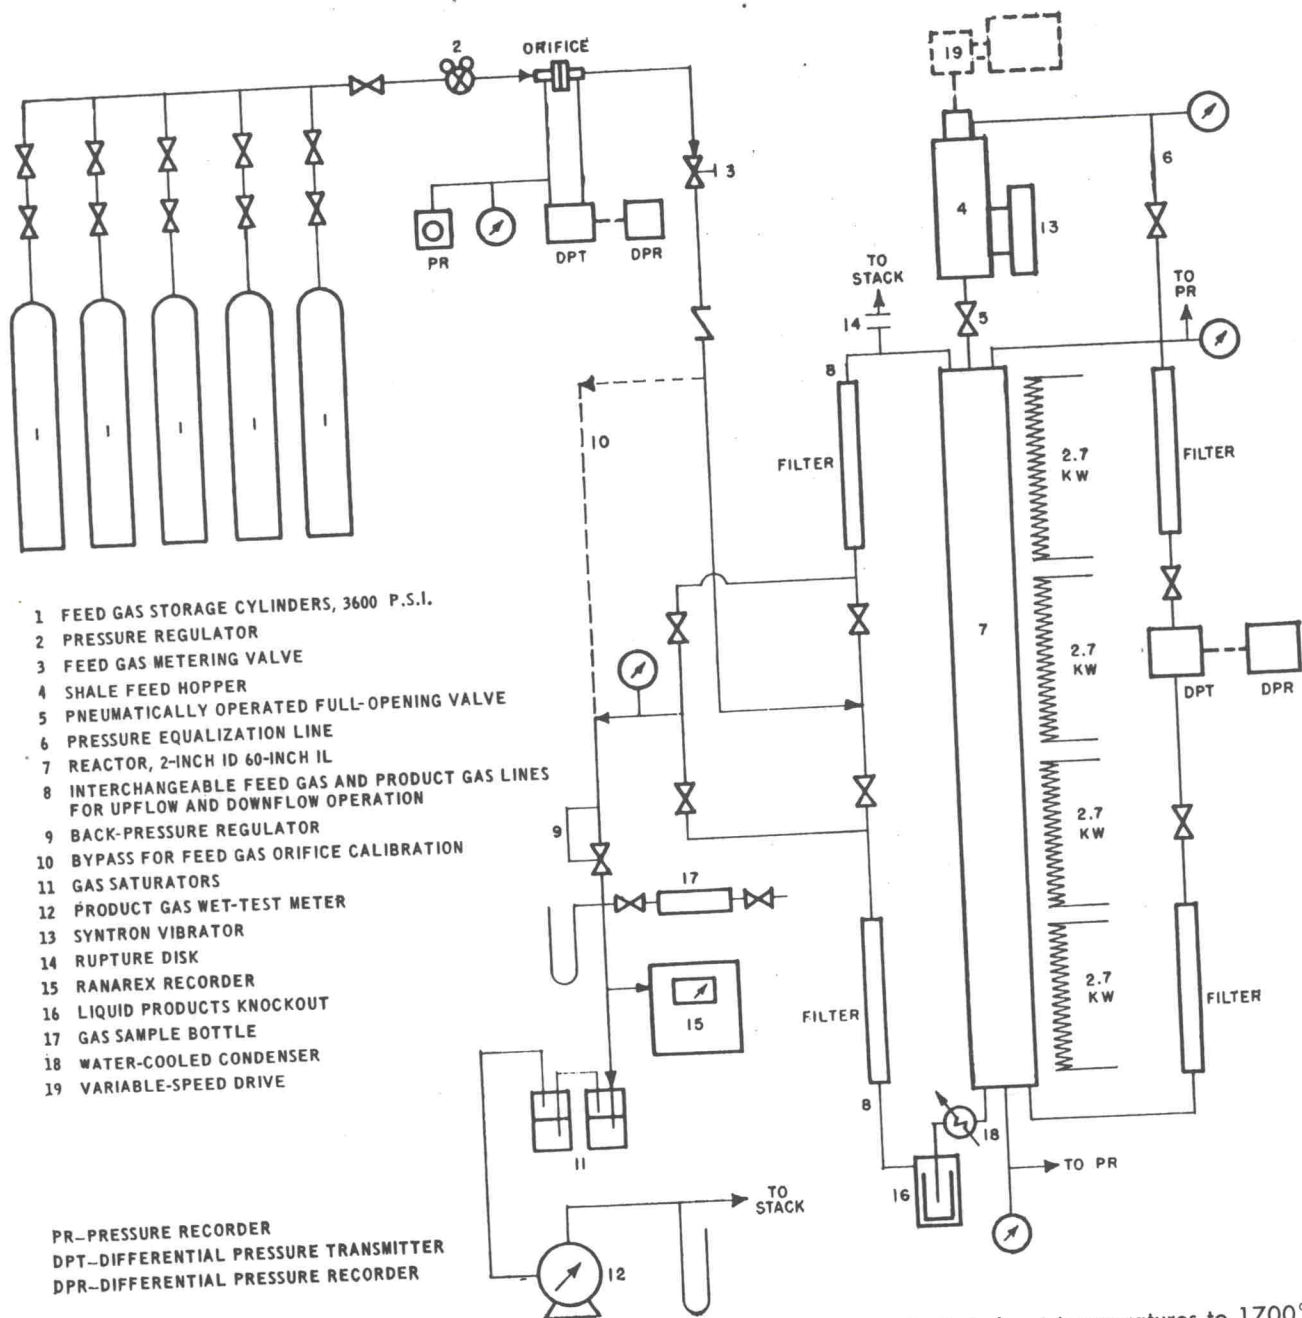 19
2
ORIFICE
3
6
PR
DPT
DPR
4
13
TO
STACK
TO
PR
14
5
8
1
1
1
1
1
10
FILTER
2.7
KW
FILTER
1 FEED GAS STORAGE CYLINDERS, 3600 P.S.I.
2 PRESSURE REGULATOR
3 FEED GAS METERING VALVE
4 SHALE FEED HOPPER
5 PNEUMATICALLY OPERATED FULL-OPENING VALVE
6 PRESSURE EQUALIZATION LINE
7 REACTOR, 2-INCH ID 60-INCH IL
8 INTERCHANGEABLE FEED GAS AND PRODUCT GAS LINES
FOR UPFLOW AND DOWNFLOW OPERATION
9 BACK-PRESSURE REGULATOR
10 BYPASS FOR FEED GAS ORIFICE CALIBRATION
11 GAS SATURATORS
12 PRODUCT GAS WET-TEST METER
13 SYNTRON VIBRATOR
14 RUPTURE DISK
15 RANAREX RECORDER
16 LIQUID PRODUCTS KNOCKOUT
17 GAS SAMPLE BOTTLE
18 WATER-COOLED CONDENSER
19 VARIABLE-SPEED DRIVE
7
2.7
KW
DPT
DPR
9
2.7
KW
17
2.7
KW
15
FILTER
FILTER
8
18
11
16
TO PR
TO
STACK
12
PR-PRESSURE RECORDER
DPT-DIFFERENTIAL PRESSURE TRANSMITTER
DPR-DIFFERENTIAL PRESSURE RECORDER
temperatures to 1700°